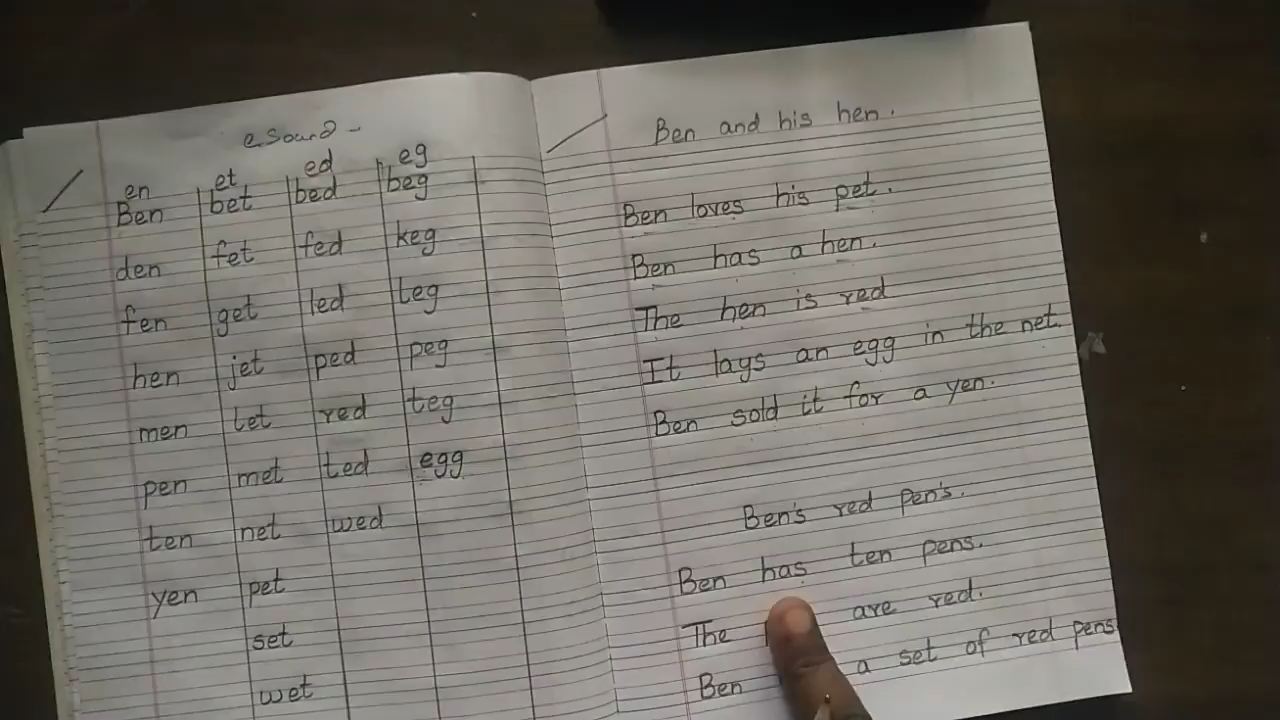 e Sound -
en et ed eg
Ben bet bed beg
den fet fed keg
fen get led leg
hen jet ped peg
men let red teg
pen met ted egg
ten net wed
yen pet
set
wet
Ben and his hen.
Ben loves his pet.
Ben has a hen.
The hen is red
It lays an egg in the net.
Ben sold it for a yen.
Ben's red Pen's.
Ben has ten pens.
The are red.
Ben a set of red pens